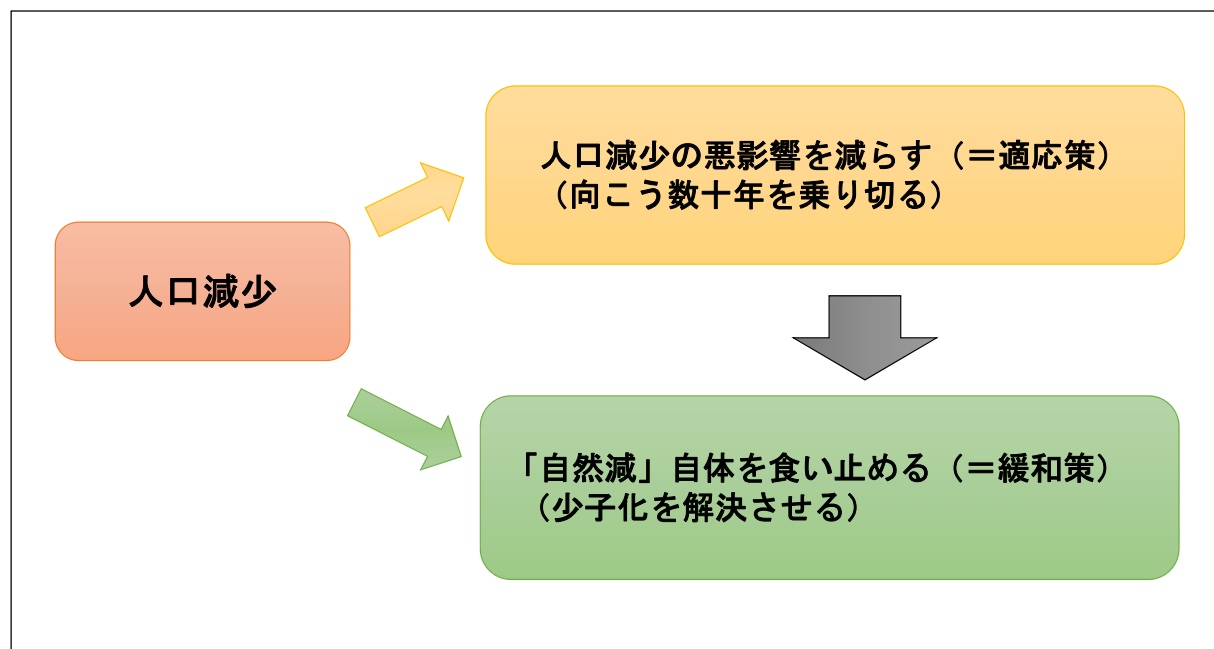 人口減少
人口減少の悪影響を減らす（＝適応策）
（向こう数十年を乗り切る）
「自然減」自体を食い止める（＝緩和策）
（少子化を解決させる）